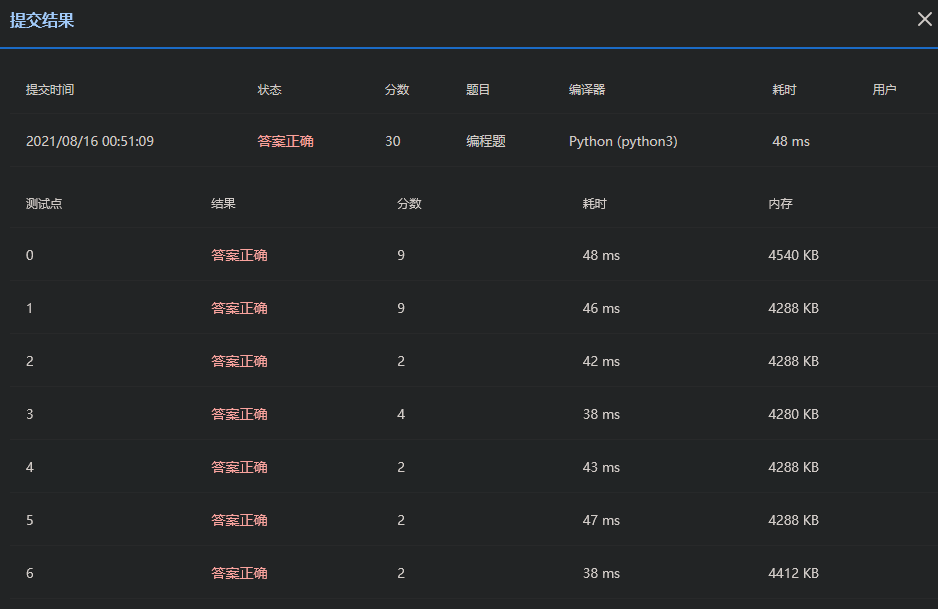 提交结果
提交时间 状态 分数 题目 编译器 耗时 用户
2021/08/16 00:51:09 答案正确 30 编程题 Python (python3) 48 ms
测试点 结果 分数 耗时 内存
0 答案正确 9 48 ms 4540 KB
1 答案正确 9 46 ms 4288 KB
2 答案正确 2 42 ms 4288 KB
3 答案正确 4 38 ms 4280 KB
4 答案正确 2 43 ms 4288 KB
5 答案正确 2 47 ms 4288 KB
6 答案正确 2 38 ms 4412 KB